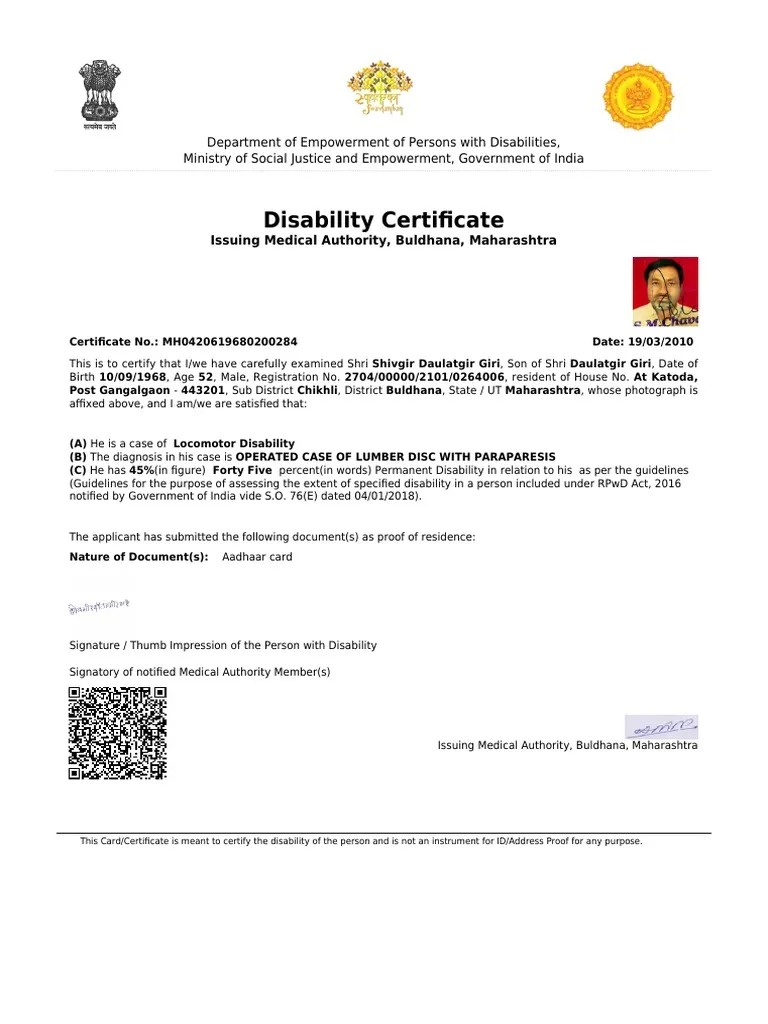 सत्यमेव जयते
Department of Empowerment of Persons with Disabilities,
Ministry of Social Justice and Empowerment, Government of India
Disability Certificate
Issuing Medical Authority, Buldhana, Maharashtra
S.M.Chava
Certificate No.: MH0420619680200284 Date: 19/03/2010
This is to certify that I/we have carefully examined Shri Shivgir Daulatgir Giri, Son of Shri Daulatgir Giri, Date of
Birth 10/09/1968, Age 52, Male, Registration No. 2704/00000/2101/0264006, resident of House No. At Katoda,
Post Gangalgaon - 443201, Sub District Chikhli, District Buldhana, State / UT Maharashtra, whose photograph is
affixed above, and I am/we are satisfied that:
(A) He is a case of Locomotor Disability
(B) The diagnosis in his case is OPERATED CASE OF LUMBER DISC WITH PARAPARESIS
(C) He has 45%(in figure) Forty Five percent(in words) Permanent Disability in relation to his as per the guidelines
(Guidelines for the purpose of assessing the extent of specified disability in a person included under RPwD Act, 2016
notified by Government of India vide S.O. 76(E) dated 04/01/2018).
The applicant has submitted the following document(s) as proof of residence:
Nature of Document(s): Aadhaar card
Signature / Thumb Impression of the Person with Disability
Signatory of notified Medical Authority Member(s)
Issuing Medical Authority, Buldhana, Maharashtra
This Card/Certificate is meant to certify the disability of the person and is not an instrument for ID/Address Proof for any purpose.